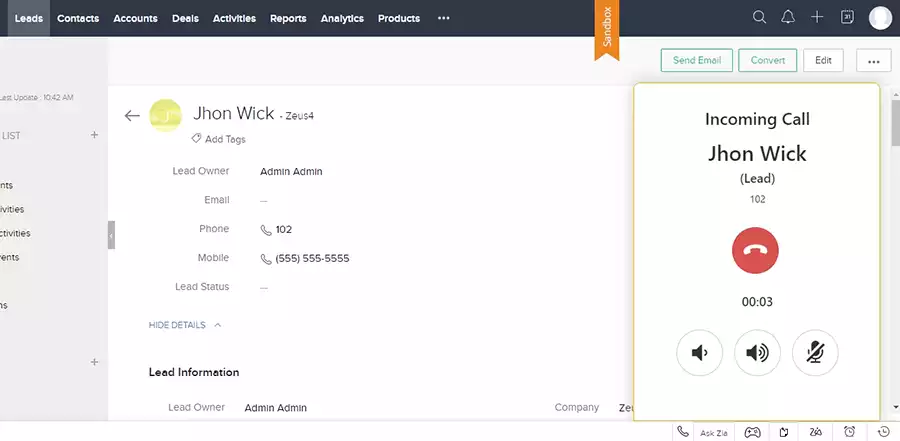 Leads Contacts Accounts Deals Activities Reports Analytics Products
31
Sandbox
Send Email Convert Edit
Last Update : 10:42 AM
LIST
nts
ivities
ctivities
vents
ns
J
Jhon Wick - Zeus4
Add Tags
Lead Owner Admin Admin
Email —
Phone 102
Mobile (555) 555-5555
Lead Status —
HIDE DETAILS
Lead Information
Lead Owner Admin Admin Company Zeu
Incoming Call
Jhon Wick
(Lead)
102
00:03
Ask Zia